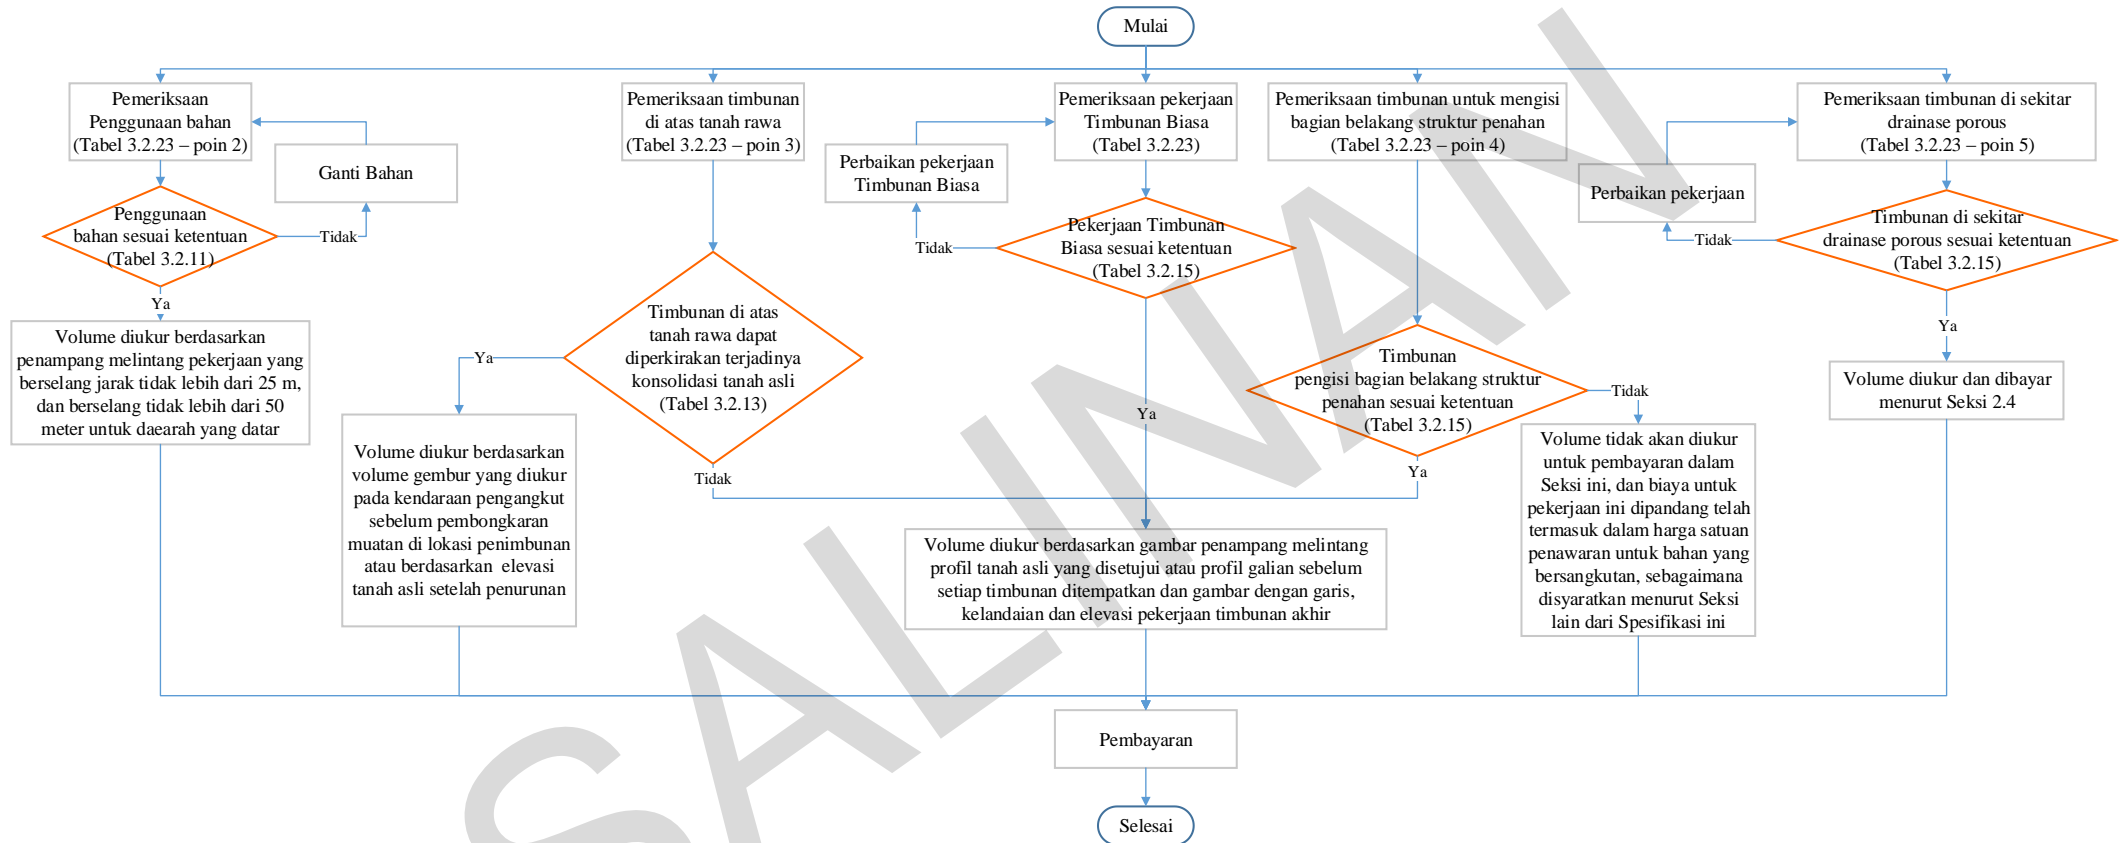 Mulai
Pemeriksaan
Penggunaan bahan
(Tabel 3.2.23 – poin 2)
Ganti Bahan
Penggunaan
bahan sesuai ketentuan
(Tabel 3.2.11)
Tidak
Ya
Volume diukur berdasarkan
penampang melintang pekerjaan yang
berselang jarak tidak lebih dari 25 m,
dan berselang tidak lebih dari 50
meter untuk daearah yang datar
Pemeriksaan timbunan
di atas tanah rawa
(Tabel 3.2.23 – poin 3)
Timbunan di atas
tanah rawa dapat
diperkirakan terjadinya
konsolidasi tanah asli
(Tabel 3.2.13)
Ya
Tidak
Volume diukur berdasarkan
volume gembur yang diukur
pada kendaraan pengangkut
sebelum pembongkaran
muatan di lokasi penimbunan
atau berdasarkan elevasi
tanah asli setelah penurunan
Pemeriksaan pekerjaan
Timbunan Biasa
(Tabel 3.2.23)
Perbaikan pekerjaan
Timbunan Biasa
Pekerjaan Timbunan
Biasa sesuai ketentuan
(Tabel 3.2.15)
Tidak
Ya
Volume diukur berdasarkan gambar penampang melintang
profil tanah asli yang disetujui atau profil galian sebelum
setiap timbunan ditempatkan dan gambar dengan garis,
kelandaian dan elevasi pekerjaan timbunan akhir
Pemeriksaan timbunan untuk mengisi
bagian belakang struktur penahan
(Tabel 3.2.23 – poin 4)
Timbunan
pengisi bagian belakang struktur
penahan sesuai ketentuan
(Tabel 3.2.15)
Tidak
Ya
Volume tidak akan diukur
untuk pembayaran dalam
Seksi ini, dan biaya untuk
pekerjaan ini dipandang telah
termasuk dalam harga satuan
penawaran untuk bahan yang
bersangkutan, sebagaimana
disyaratkan menurut Seksi
lain dari Spesifikasi ini
Pemeriksaan timbunan di sekitar
drainase porous
(Tabel 3.2.23 – poin 5)
Perbaikan pekerjaan
Timbunan di sekitar
drainase porous sesuai ketentuan
(Tabel 3.2.15)
Tidak
Ya
Volume diukur dan dibayar
menurut Seksi 2.4
Pembayaran
Selesai
SALINAN